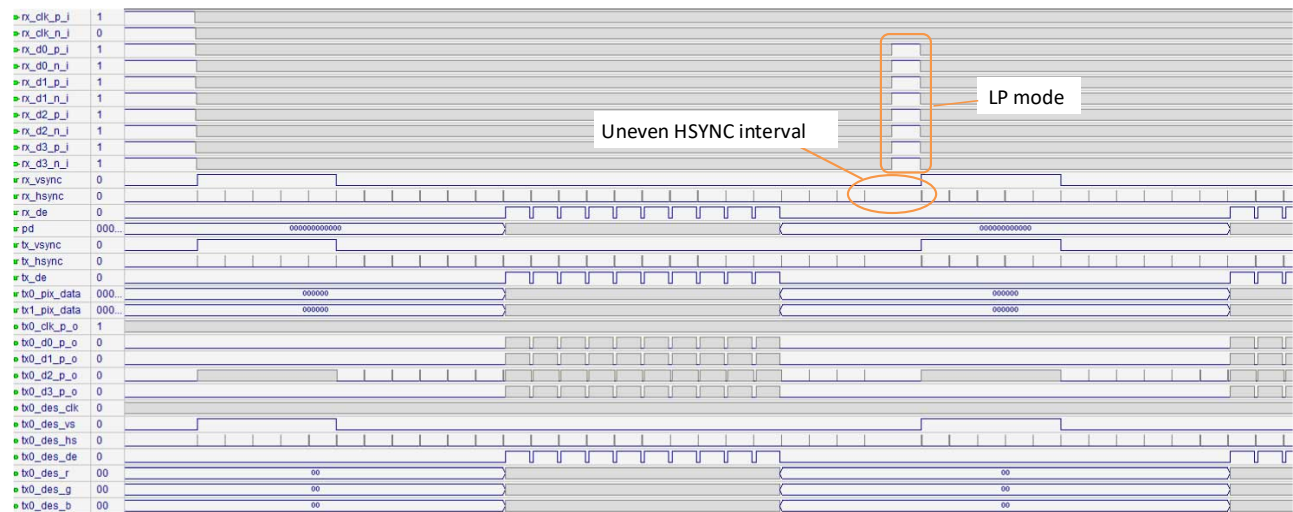 rx_clk_p_i 1
rx_clk_n_i 0
rx_d0_p_i 1
rx_d0_n_i 1
rx_d1_p_i 1
rx_d1_n_i 1
LP mode
rx_d2_p_i 1
rx_d2_n_i 1
Uneven HSYNC interval
rx_d3_p_i 1
rx_d3_n_i 1
rx_vsync 0
rx_hsync 0
rx_de 0
pd 000... 000000000000 000000000000
tx_vsync 0
tx_hsync 0
tx_de 0
tx0_pix_data 000... 000000 000000
tx1_pix_data 000... 000000 000000
tx0_clk_p_o 1
tx0_d0_p_o 0
tx0_d1_p_o 0
tx0_d2_p_o 0
tx0_d3_p_o 0
tx0_des_clk 0
tx0_des_vs 0
tx0_des_hs 0
tx0_des_de 0
tx0_des_r 00 00 00
tx0_des_g 00 00 00
tx0_des_b 00 00 00